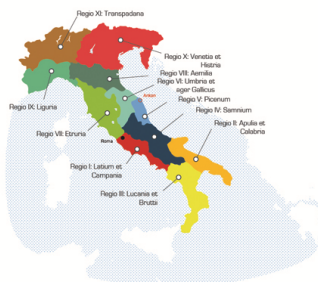 Regio XI: Transpadana
Regio X: Venetia et
Histria
Regio VIII: Aemilia
Regio VI: Umbria et
ager Gallicus
Regio V: Picenum
Regio IV: Samnium
Regio II: Apulia et
Calabria
Regio IX: Liguria
Regio VII: Etruria
Roma
Regio I: Latium et
Campania
Regio III: Lucania et
Bruttii